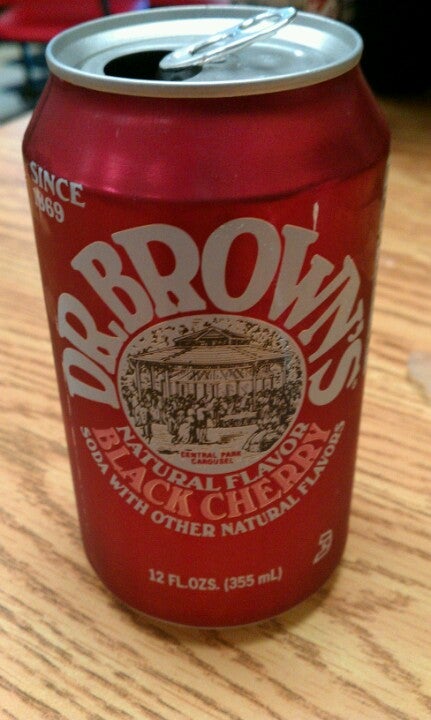 SINCE
1869
DR. BROWN'S
CENTRAL PARK
CAROUSEL
NATURAL FLAVOR
BLACK CHERRY
SODA WITH OTHER NATURAL FLAVORS
12 FL.OZS. (355 mL)